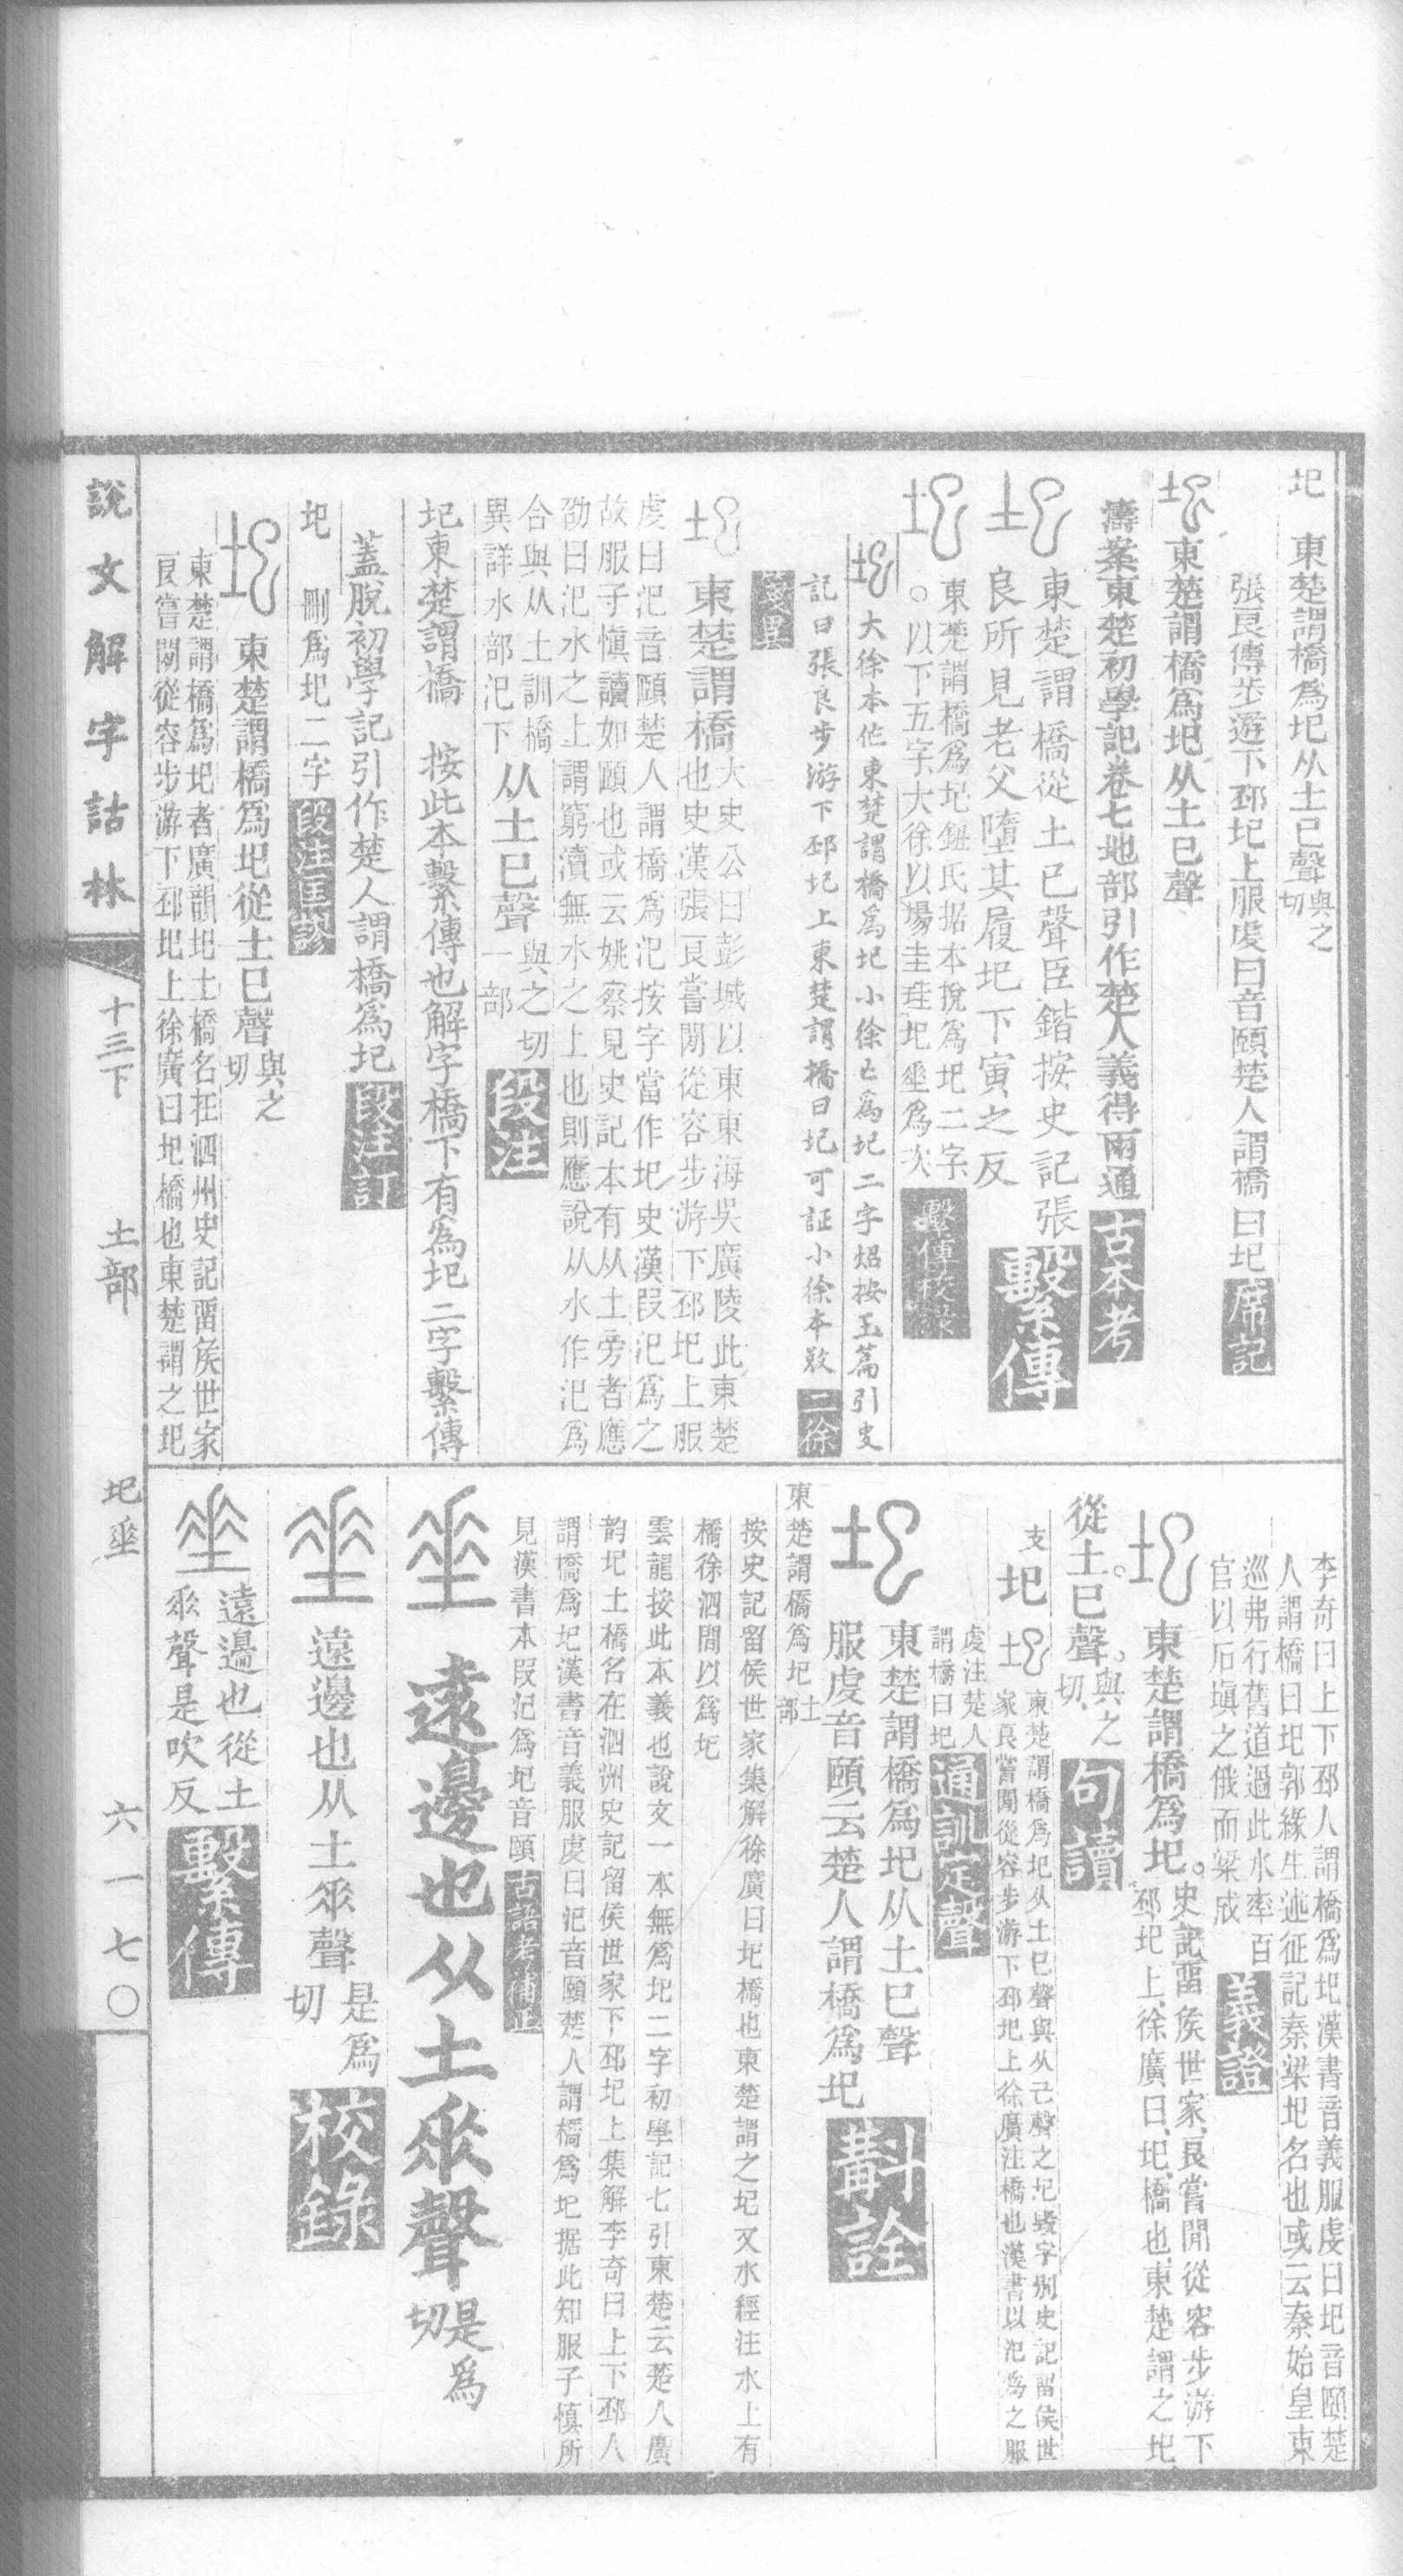 圯　東楚謂橋爲圯从土巳聲與之切
張良傳步遊下邳圯上服虔曰音頤楚人謂橋曰圯
席記
東楚謂橋爲圯从土巳聲
濤案東楚初學記卷七地部引作楚人義得兩通
古本考
東楚謂橋從土巳聲臣鍇按史記張
良所見老父墮其履圯下寅之反
繫傳
東楚謂橋爲圯鈕氏据本挩爲圯二字
○以下五字大徐以場圭珪圯垂爲次
繫傳校錄
大徐本作東楚謂橋爲圯小徐亡爲圯二字炤按玉篇引史
記曰張良步游下邳圯上東楚謂橋曰圯可証小徐本敚
二徐
箋異
東楚謂橋
大史公曰彭城以東東海吳廣陵此東楚
也史漢張良嘗閒從容步游下邳圯上服
虔曰汜音頤楚人謂橋爲汜按字當作圯史漢叚汜爲之
故服子愼讀如頤也或云姚察見史記本有从土旁者應
劭曰汜水之上謂窮瀆無水之上也則應說从水作汜爲
合與从土訓橋
異詳水部汜下
从土巳聲
與之切
一部
段注
圯東楚謂橋　按此本繫傳也解字橋下有爲圯二字繫傳
蓋脫初學記引作楚人謂橋爲圯
段注訂
圯　刪爲圯二字
段注匡謬
東楚謂橋爲圯從土巳聲與之切
東楚謂橋爲圯者廣韻圯土橋名在泗州史記畱矦世家
良嘗閒從容步游下邳圯上徐廣曰圯橋也東楚謂之圯
李奇曰上下邳人謂橋爲圯漢書音義服虔曰圯音頤楚
人謂橋曰圯郭緣生述征記秦梁圯名也或云秦始皇東
巡弗行舊道過此水率百
官以石塡之俄而梁成
義證
東楚謂橋爲圯。
史記畱矦世家、良嘗閒從容步游下
邳圯上、徐廣曰、圯、橋也、東楚謂之圯、
從土。巳聲。與之切、
句讀
支
圯
東楚謂橋爲圯从土巳聲與从己聲之圮毀字別史記畱侯世
家良嘗閒從容步游下邳圯上徐廣注橋也漢書以汜爲之服
虔注楚人
謂橋曰圯
通訓定聲
東楚謂橋爲圯从土巳聲
服虔音頤云楚人謂橋爲圯
斠詮
東楚謂橋爲圯土部
按史記留侯世家集解徐廣曰圯橋也東楚謂之圯又水經注水上有
橋徐泗閒以爲圯
雲龍按此本義也說文一本無爲圯二字初學記七引東楚云楚人廣
韵圯土橋名在泗洲史記留侯世家下邳圯上集解李奇曰上下邳人
謂橋爲圯漢書音義服虔曰汜音頤楚人謂橋爲圯据此知服子慎所
見漢書本叚汜爲圯音頤
古語考補正
遠邊也从土𠂹聲是爲切
遠邊也从土𠂹聲是爲切
校錄
遠邊也從土
𠂹聲是吹反
繫傳
說文解字詁林
十三下　土部　圯垂　六一七〇